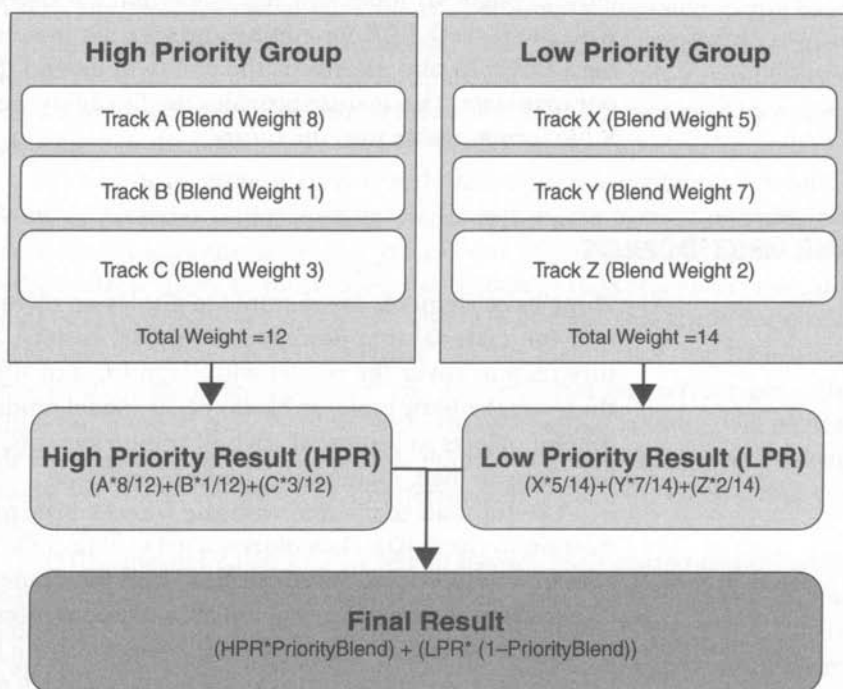 High Priority Group
Track A (Blend Weight 8)
Track B (Blend Weight 1)
Track C (Blend Weight 3)
Total Weight =12
Low Priority Group
Track X (Blend Weight 5)
Track Y (Blend Weight 7)
Track Z (Blend Weight 2)
Total Weight =14
High Priority Result (HPR)
(A*8/12)+(B*1/12)+(C*3/12)
Low Priority Result (LPR)
(X*5/14)+(Y*7/14)+(Z*2/14)
Final Result
(HPR*PriorityBlend) + (LPR* (1–PriorityBlend))